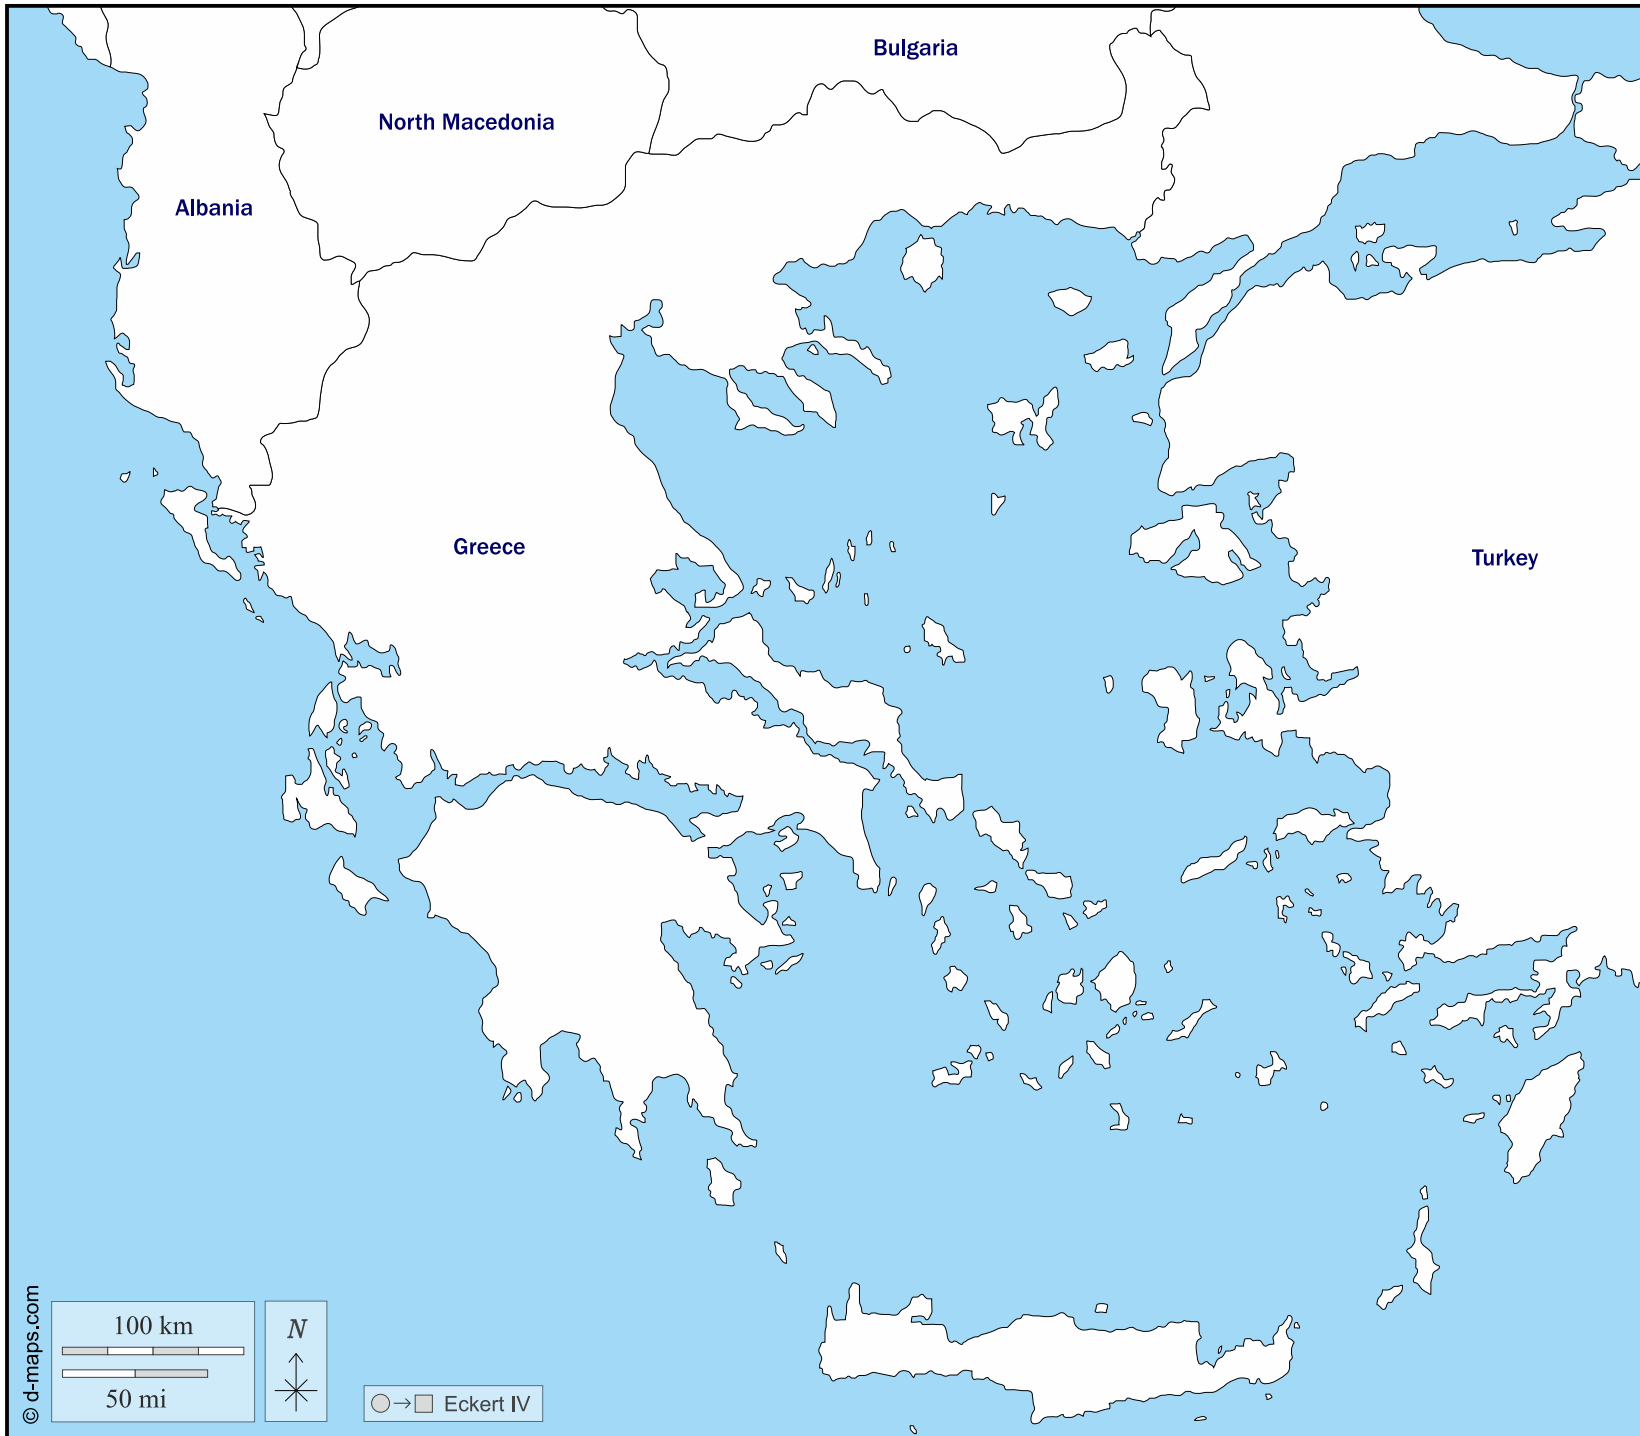 Bulgaria
North Macedonia
Albania
Greece
Turkey
100 km
50 mi
N
Eckert IV
© d-maps.com